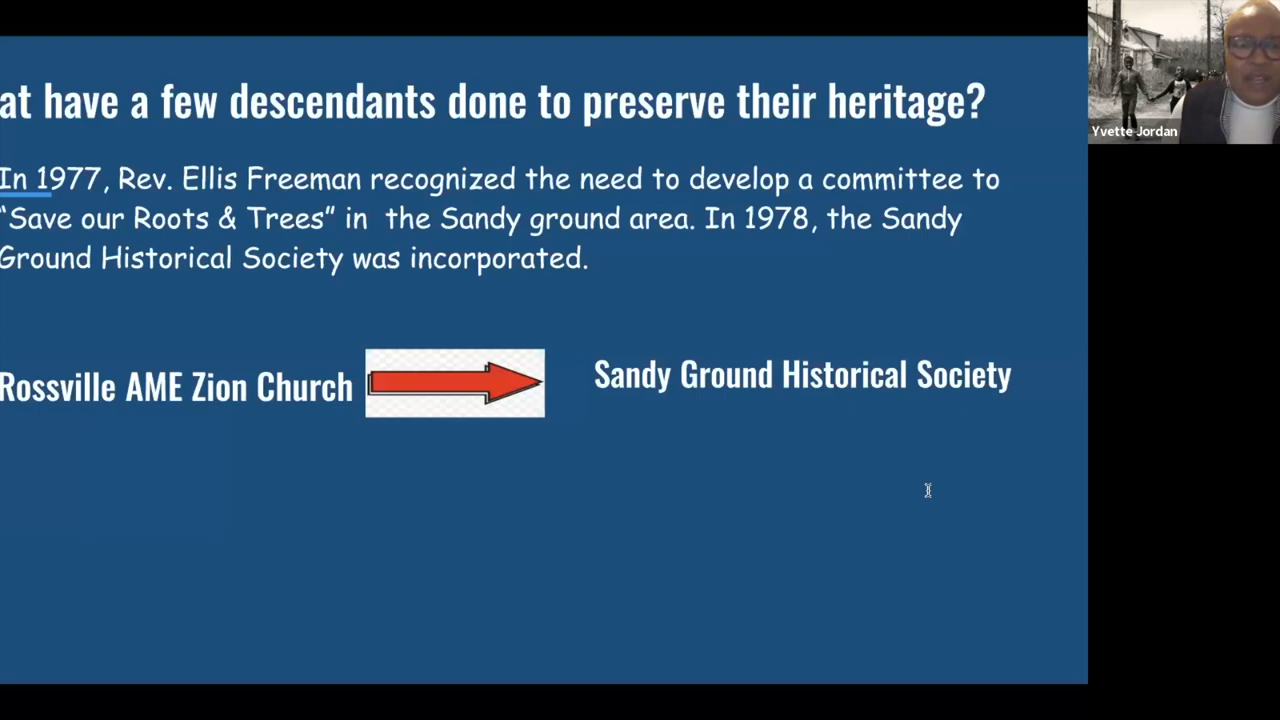 at have a few descendants done to preserve their heritage?
In 1977, Rev. Ellis Freeman recognized the need to develop a committee to
“Save our Roots & Trees” in the Sandy ground area. In 1978, the Sandy
Ground Historical Society was incorporated.
Rossville AME Zion Church
Sandy Ground Historical Society
Yvette Jordan